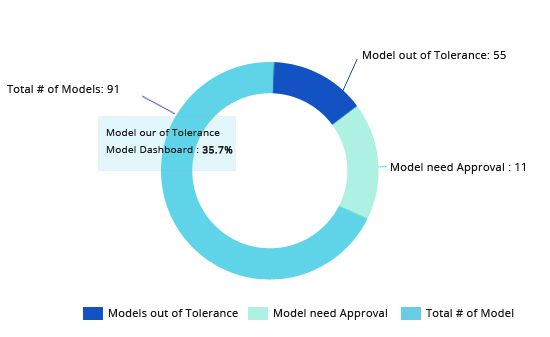 Model out of Tolerance: 55
Total # of Models: 91
Model our of Tolerance
Model Dashboard : 35.7%
Model need Approval : 11
Models out of Tolerance
Model need Approval
Total # of Model